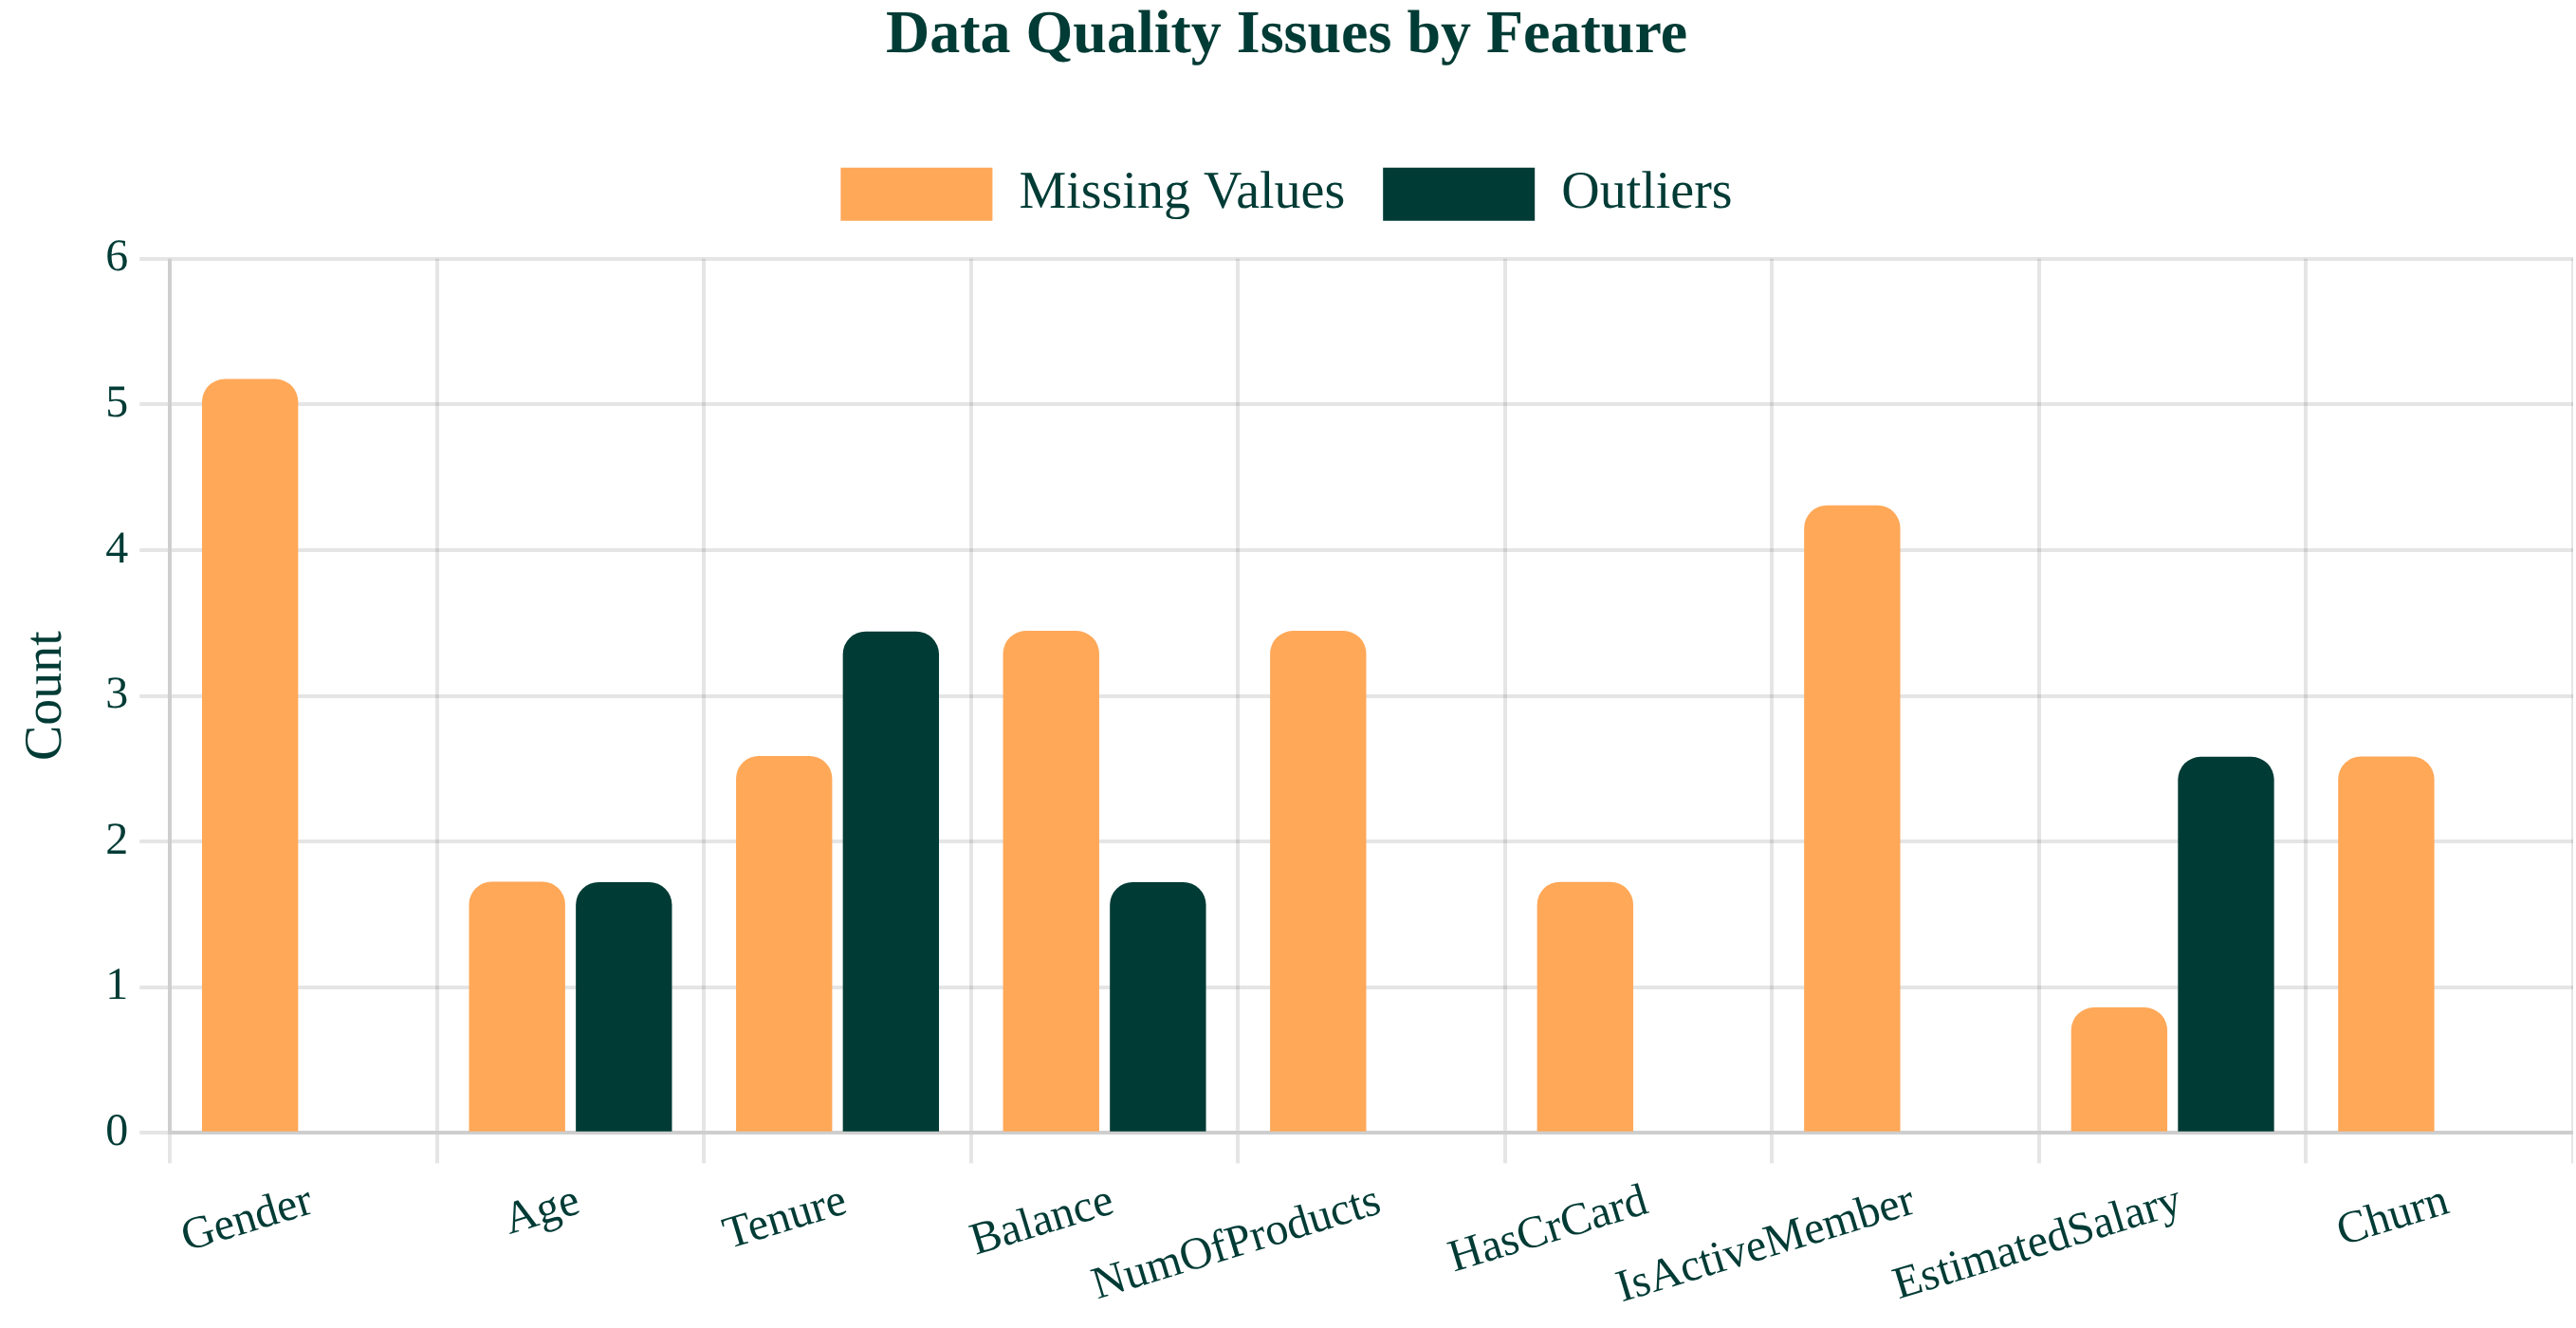 Data Quality Issues by Feature
Missing Values Outliers
6
5
4
3
2
1
0
Count
Gender Age Tenure Balance NumOfProducts HasCrCard IsActiveMember EstimatedSalary Churn